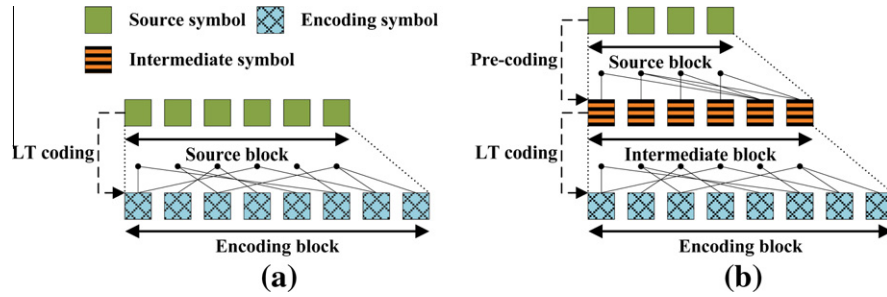 Source symbol
Encoding symbol
Intermediate symbol
LT coding
Source block
Encoding block
(a)
Pre-coding
Source block
LT coding
Intermediate block
Encoding block
(b)